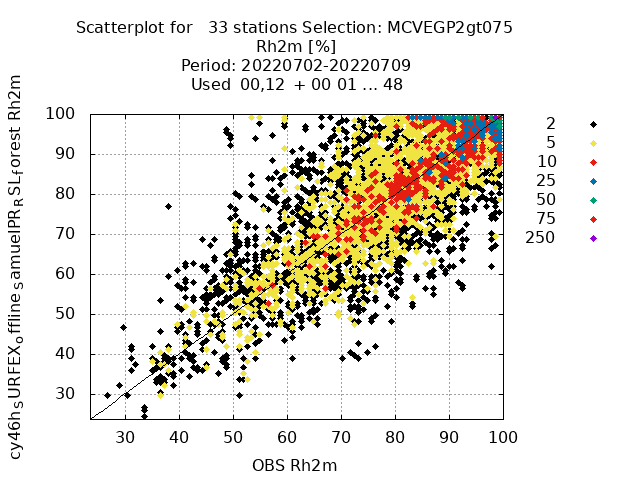 Scatterplot for 33 stations Selection: MCVEGP2gt075
Rh2m [%]
Period: 20220702-20220709
Used 00,12 + 00 01 ... 48
100
90
80
70
60
50
40
30
30 40 50 60 70 80 90 100
OBS Rh2m
cy46h_SURFEX_offline_samuelPR_RSL_forest Rh2m
2
5
10
25
50
75
250